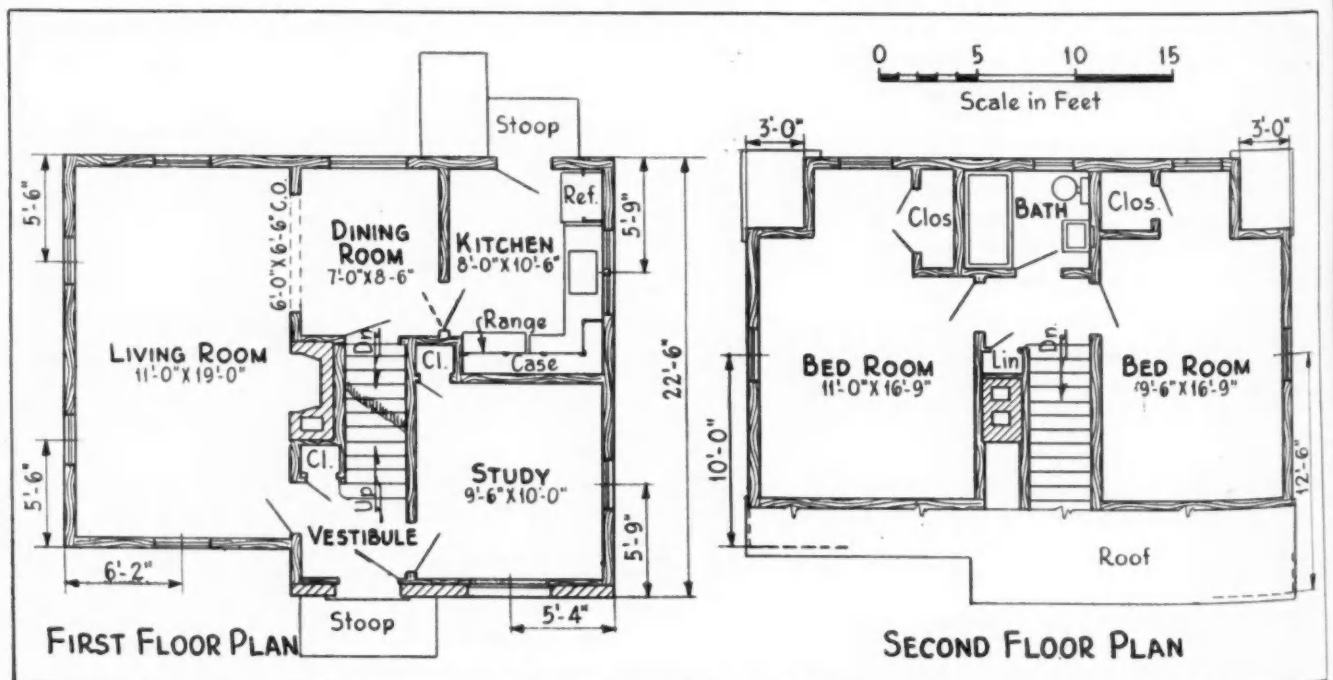 0 5 10 15
Scale in Feet
Stoop
3'-0"
3'-0"
5'-6"
6'-0"X6'-6" C.O.
DINING
ROOM
7'-0"X8'-6"
KITCHEN
8'-0"X10'-6"
Ref.
5'-9"
Clos
BATH
Clos.
LIVING ROOM
11'-0"X19'-0"
Dn
Range
Cl.
Case
22'-6"
BED ROOM
11'-0"X16'-9"
Lin
Dn
BED ROOM
9'-6"X16'-9"
5'-6"
Cl.
Up
STUDY
9'-6"X10'-0"
10'-0"
12'-6"
VESTIBULE
5'-9"
6'-2"
Stoop
5'-4"
Roof
FIRST FLOOR PLAN
SECOND FLOOR PLAN